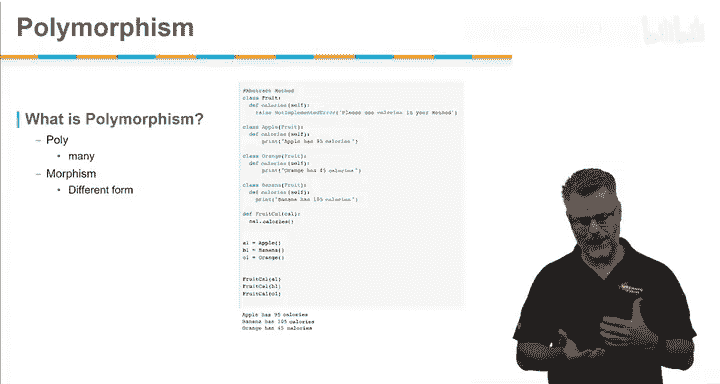 Polymorphism
What is Polymorphism?
– Poly
• many
– Morphism
• Different form
#Abstract Method
class Fruit:
def calories(self):
raise NotImplementedError('Please use calories in your Method')
class Apple(Fruit):
def calories(self):
print("Apple has 95 calories")
class Orange(Fruit):
def calories(self):
print("Orange has 45 calories")
class Banana(Fruit):
def calories(self):
print("Banana has 105 calories")
def FruitCal(cal):
cal.calories()
a1 = Apple()
b1 = Banana()
o1 = Orange()
FruitCal(a1)
FruitCal(b1)
FruitCal(o1)
Apple has 95 calories
Banana has 105 calories
Orange has 45 calories